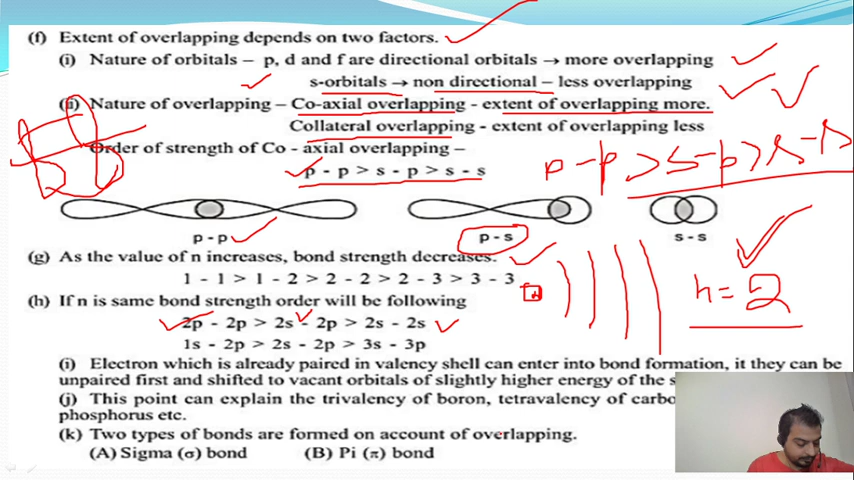 (f) Extent of overlapping depends on two factors.
(i) Nature of orbitals – p, d and f are directional orbitals → more overlapping
s-orbitals → non directional – less overlapping
(ii) Nature of overlapping – Co-axial overlapping - extent of overlapping more.
Collateral overlapping - extent of overlapping less
Order of strength of Co - axial overlapping –
p - p > s - p > s - s
p - p > s - p > s - s
p - p
p - s
s - s
(g) As the value of n increases, bond strength decreases.
1 - 1 > 1 - 2 > 2 - 2 > 2 - 3 > 3 - 3
n = 2
(h) If n is same bond strength order will be following
2p - 2p > 2s - 2p > 2s - 2s
1s - 2p > 2s - 2p > 3s - 3p
(i) Electron which is already paired in valency shell can enter into bond formation, it they can be
unpaired first and shifted to vacant orbitals of slightly higher energy of the s
(j) This point can explain the trivalency of boron, tetravalency of carbo
phosphorus etc.
(k) Two types of bonds are formed on account of overlapping.
(A) Sigma (σ) bond (B) Pi (π) bond